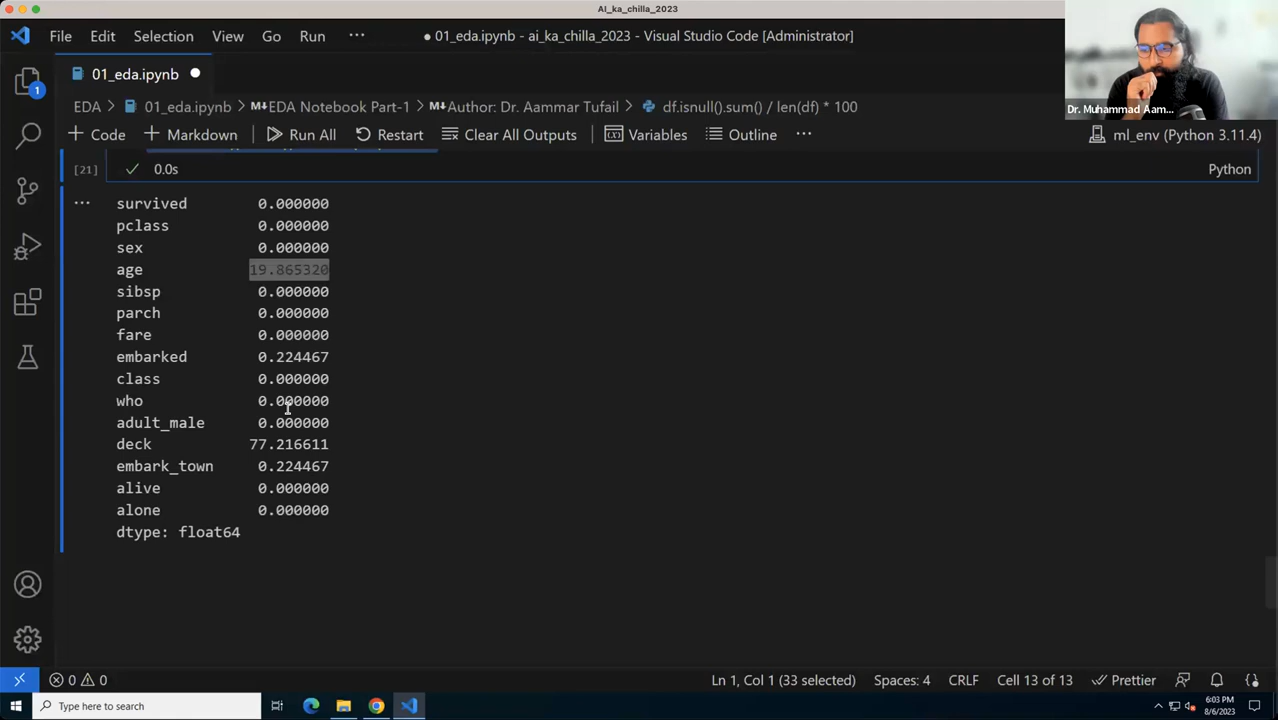 AI_ka_chilla_2023
File Edit Selection View Go Run ···
● 01_eda.ipynb - ai_ka_chilla_2023 - Visual Studio Code [Administrator]
01_eda.ipynb ●
EDA > 01_eda.ipynb > M↓EDA Notebook Part-1 > M↓Author: Dr. Aammar Tufail > df.isnull().sum() / len(df) * 100
Dr. Muhammad Aam...
+ Code + Markdown Run All Restart Clear All Outputs Variables Outline ··· ml_env (Python 3.11.4)
1
[21] ✓ 0.0s Python
··· survived 0.000000
pclass 0.000000
sex 0.000000
age 19.865320
sibsp 0.000000
parch 0.000000
fare 0.000000
embarked 0.224467
class 0.000000
who 0.000000
adult_male 0.000000
deck 77.216611
embark_town 0.224467
alive 0.000000
alone 0.000000
dtype: float64
0 0 Ln 1, Col 1 (33 selected) Spaces: 4 CRLF Cell 13 of 13 Prettier
Type here to search
6:03 PM
8/6/2023